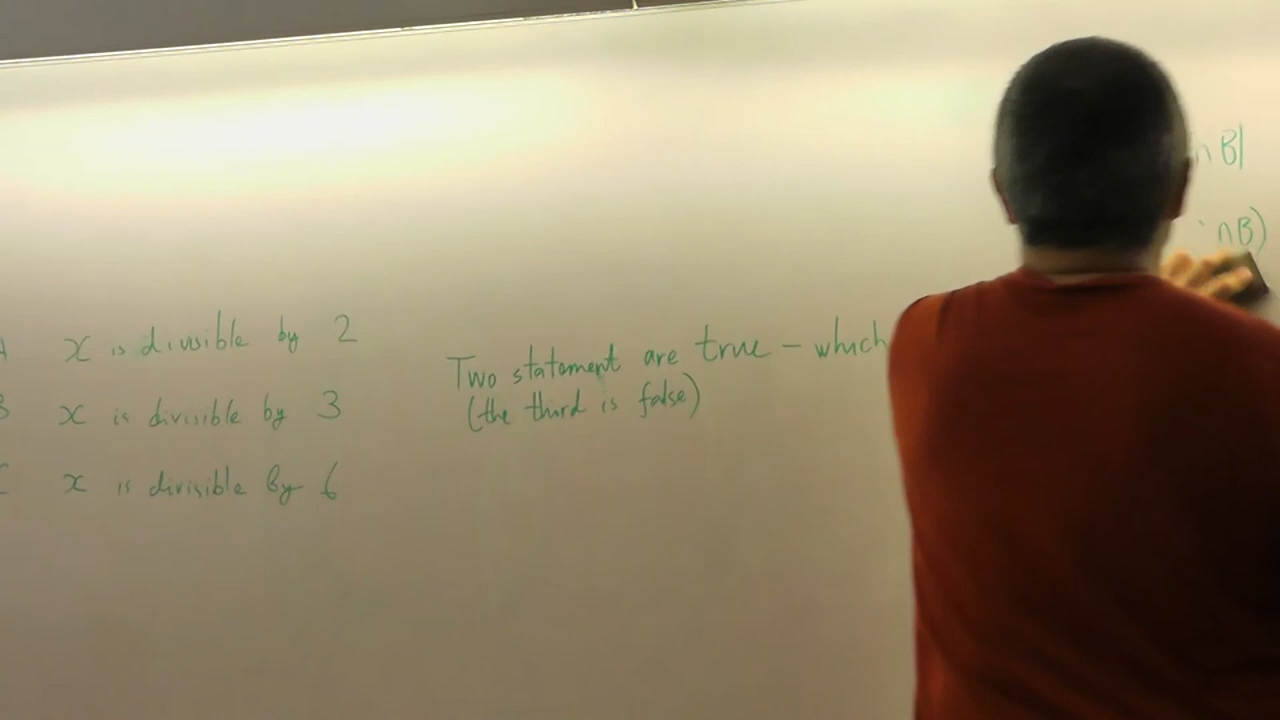 x is divisible by 2
B x is divisible by 3
x is divisible by 6
Two statement are true – which
(the third is false)
∩ B|
∩B)